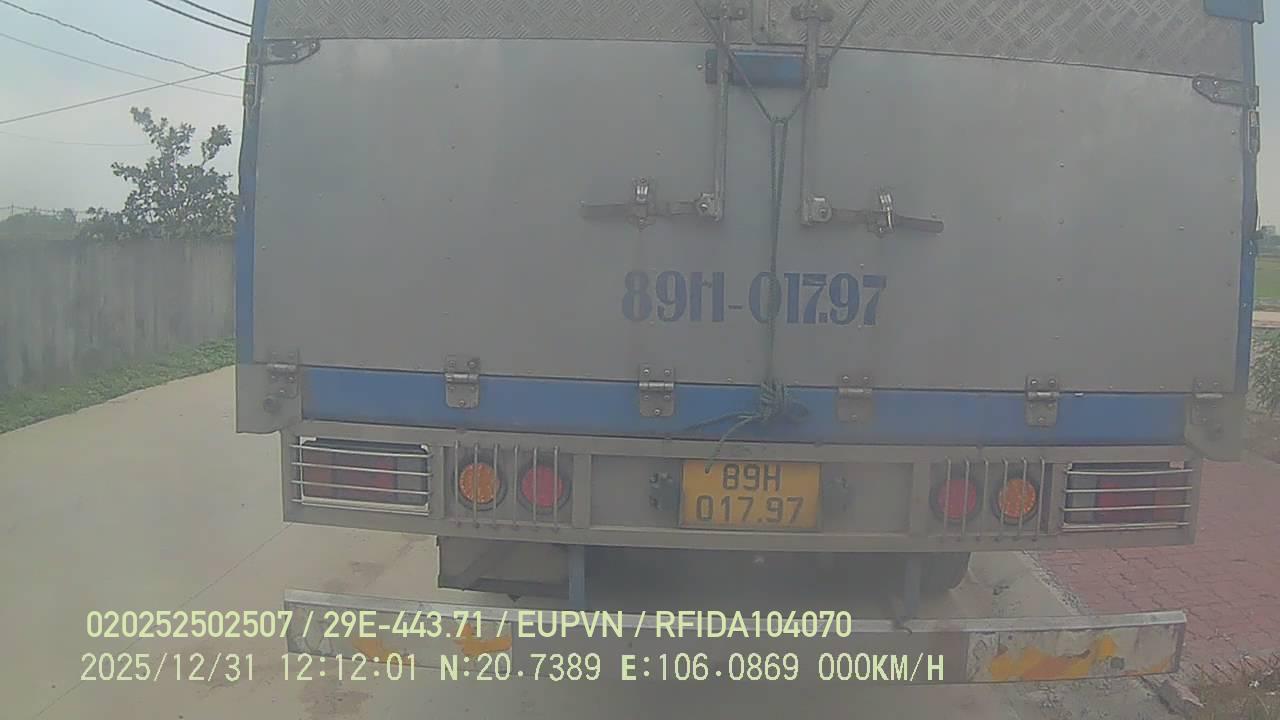 89H-017.97
89H
017.97
020252502507 / 29E-443.71 / EUPVN / RFIDA104070
2025/12/31 12:12:01 N:20.7389 E:106.0869 000KM/H